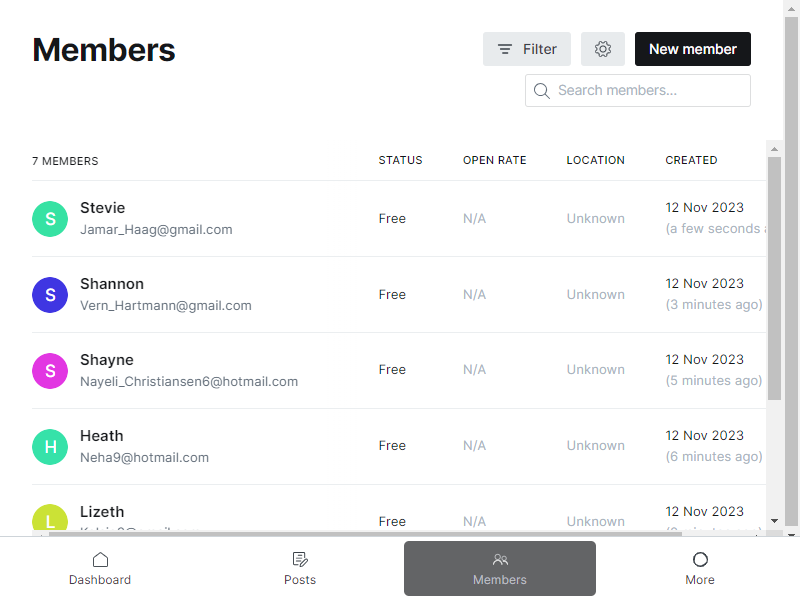 Members
Filter
New member
Search members...
7 MEMBERS STATUS OPEN RATE LOCATION CREATED
S Stevie Jamar_Haag@gmail.com Free N/A Unknown 12 Nov 2023 (a few seconds
S Shannon Vern_Hartmann@gmail.com Free N/A Unknown 12 Nov 2023 (3 minutes ago)
S Shayne Nayeli_Christiansen6@hotmail.com Free N/A Unknown 12 Nov 2023 (5 minutes ago)
H Heath Neha9@hotmail.com Free N/A Unknown 12 Nov 2023 (6 minutes ago)
L Lizeth Free N/A Unknown 12 Nov 2023
Dashboard Posts Members More